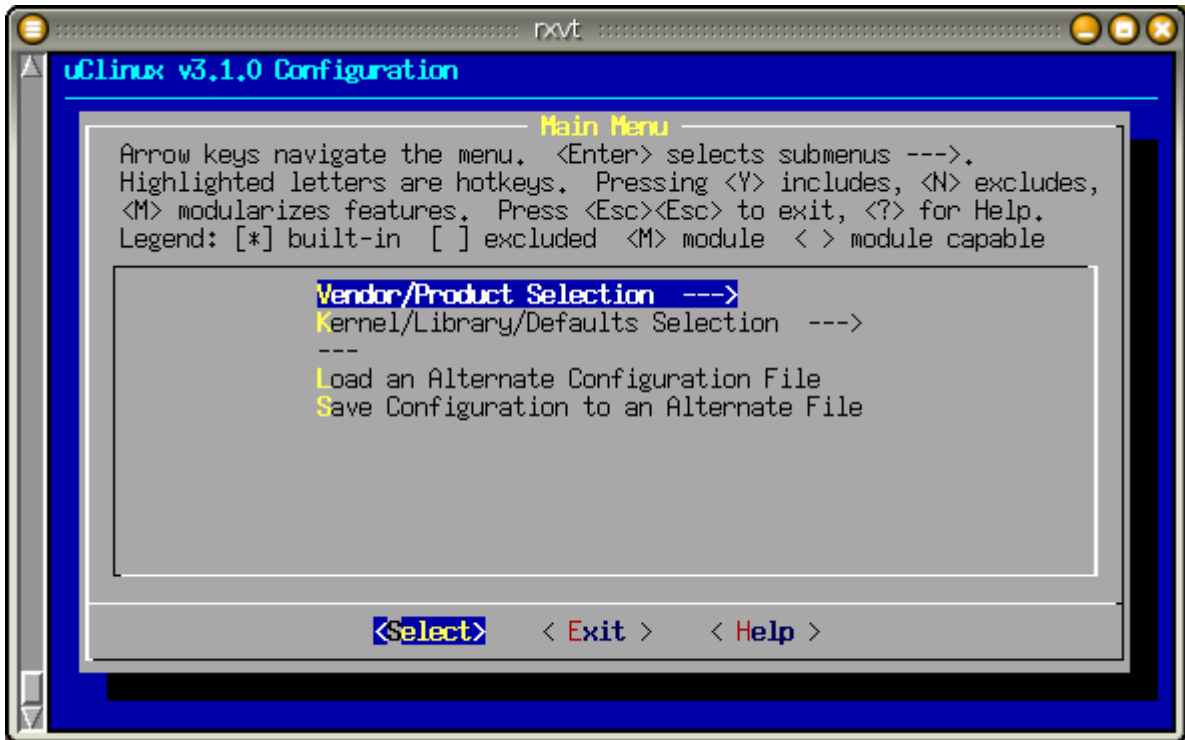 rxvt
uClinux v3.1.0 Configuration
Main Menu
Arrow keys navigate the menu.  <Enter> selects submenus --->.
Highlighted letters are hotkeys.  Pressing <Y> includes, <N> excludes,
<M> modularizes features.  Press <Esc><Esc> to exit, <?> for Help.
Legend: [*] built-in  [ ] excluded  <M> module  < > module capable
Vendor/Product Selection  --->
Kernel/Library/Defaults Selection  --->
---
Load an Alternate Configuration File
Save Configuration to an Alternate File
<Select>    < Exit >    < Help >